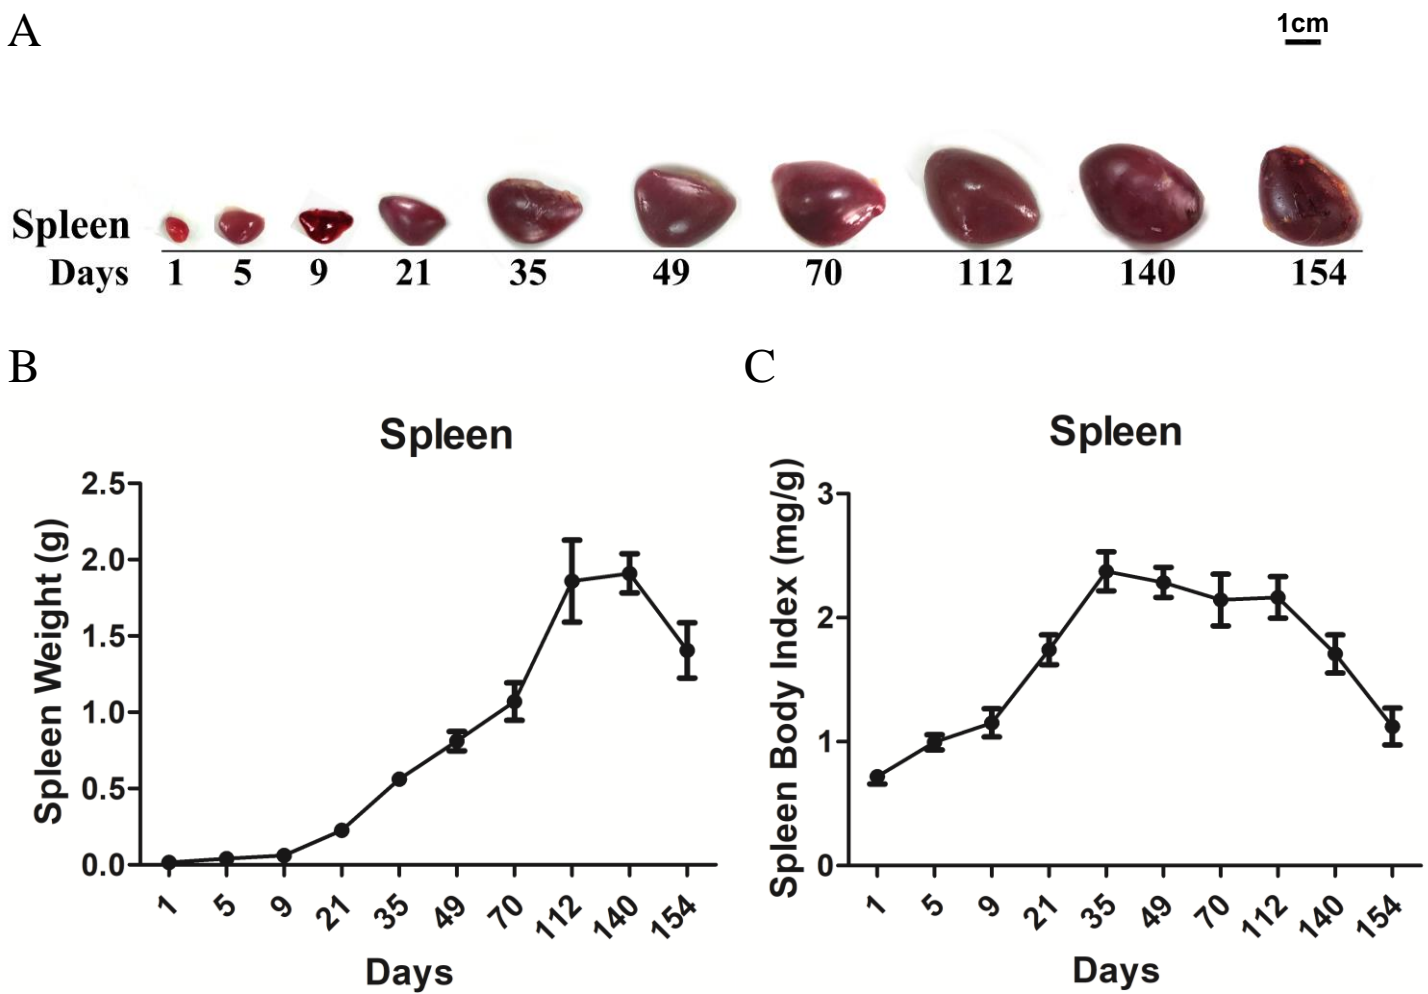 A
1cm
Spleen
Days 1 5 9 21 35 49 70 112 140 154
B
C
Spleen
Spleen Weight (g)
2.5
2.0
1.5
1.0
0.5
0.0
1 5 9 21 35 49 70 112 140 154
Days
Spleen
Spleen Body Index (mg/g)
3
2
1
0
1 5 9 21 35 49 70 112 140 154
Days